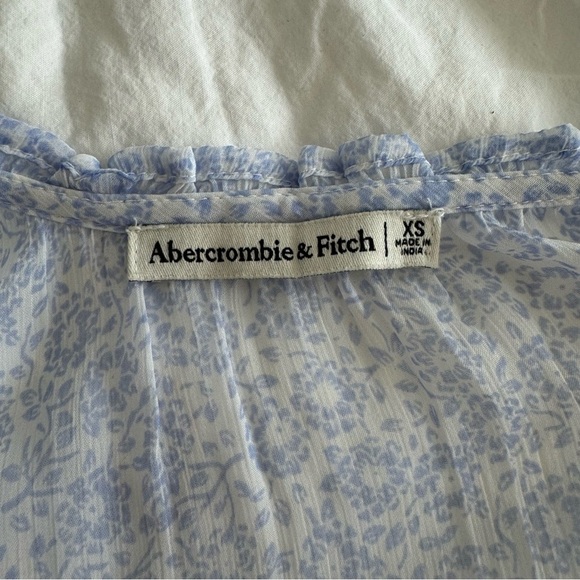 Abercrombie & Fitch
XS
MADE IN
INDIA